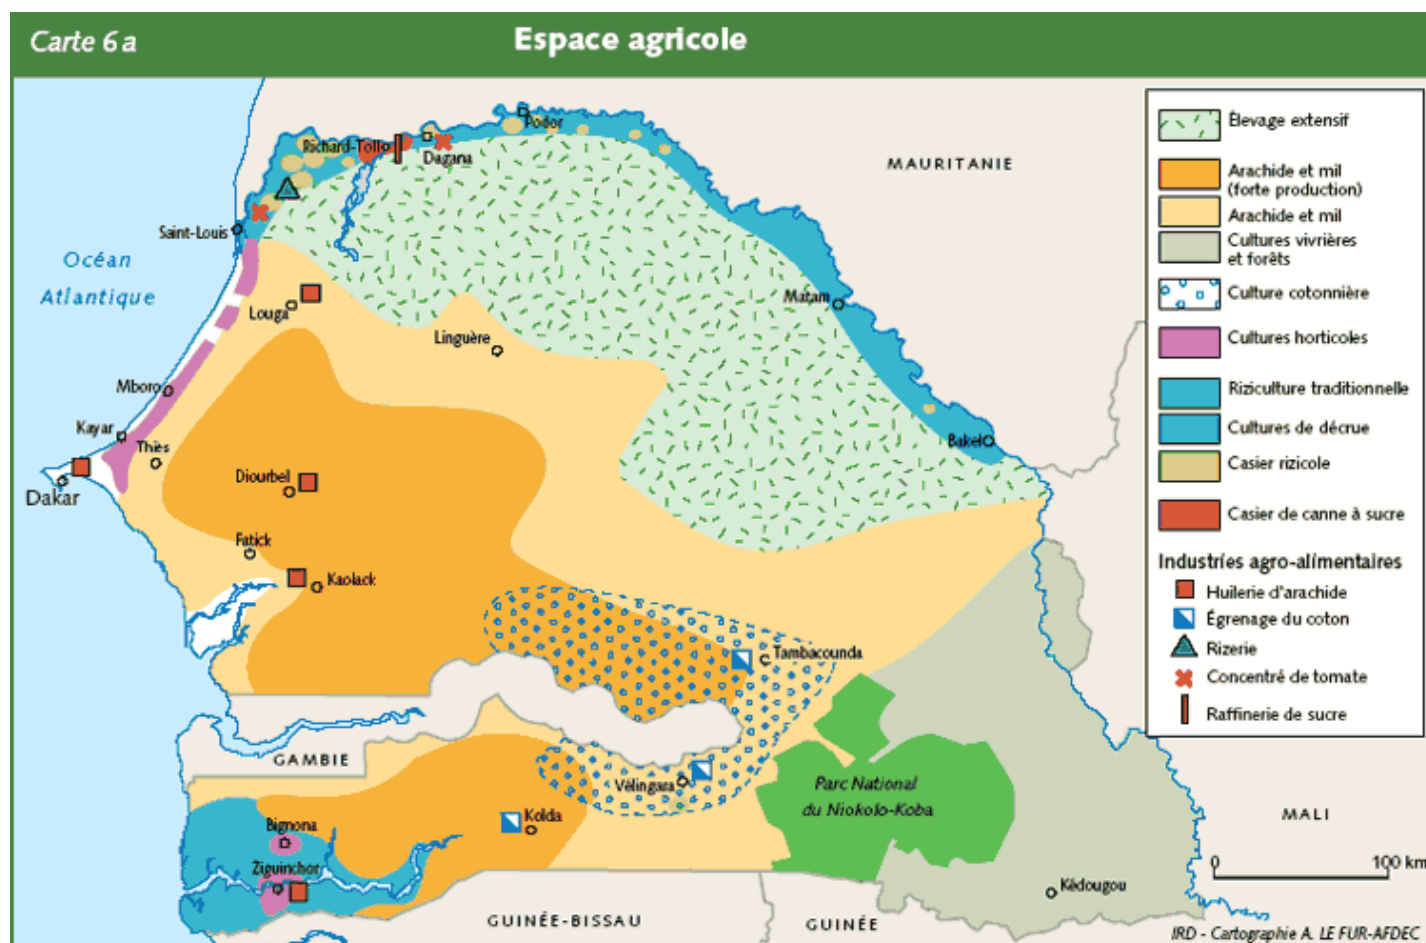 Carte 6 a
Espace agricole
Élevage extensif
Arachide et mil
(forte production)
Arachide et mil
Cultures vivrières
et forêts
Culture cotonnière
Cultures horticoles
Riziculture traditionnelle
Cultures de décrue
Casier rizicole
Casier de canne à sucre
Industries agro-alimentaires
Huilerie d'arachide
Égrenage du coton
Rizerie
Concentré de tomate
Raffinerie de sucre
Podor
Richard-Toll
Dagana
MAURITANIE
Saint-Louis
Océan
Atlantique
Louga
Matam
Linguère
Mboro
Kayar
Thiès
Bakel
Diourbel
Dakar
Fatick
Kaolack
Tambacounda
GAMBIE
Vélingara
Parc National
du Niokolo-Koba
Kolda
Bignona
Ziguinchor
MALI
0 100 km
Kédougou
GUINÉE-BISSAU
GUINÉE
IRD - Cartographie A. LE FUR-AFDEC